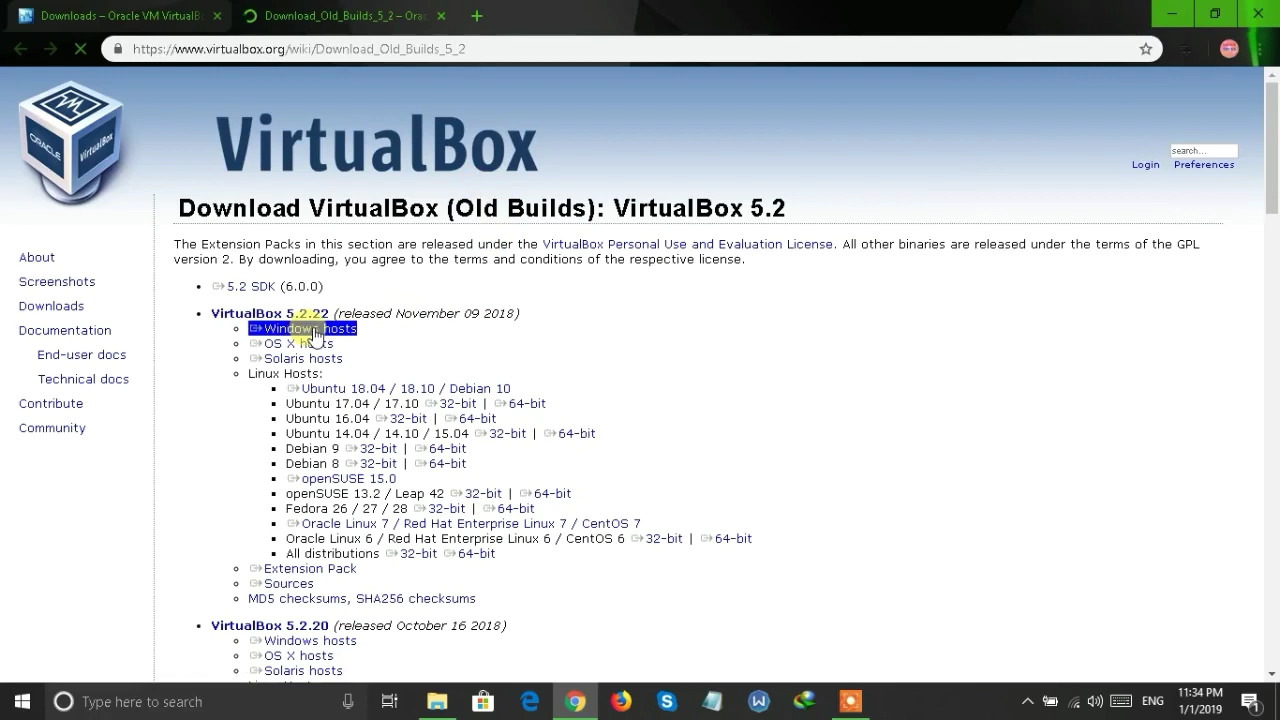 Downloads – Oracle VM VirtualB
Download_Old_Builds_5_2 – Orac
https://www.virtualbox.org/wiki/Download_Old_Builds_5_2
ORACLE
VirtualBox
VirtualBox
search...
Login Preferences
Download VirtualBox (Old Builds): VirtualBox 5.2
The Extension Packs in this section are released under the VirtualBox Personal Use and Evaluation License. All other binaries are released under the terms of the GPL
version 2. By downloading, you agree to the terms and conditions of the respective license.
About
Screenshots
Downloads
Documentation
End-user docs
Technical docs
Contribute
Community
5.2 SDK (6.0.0)
VirtualBox 5.2.22 (released November 09 2018)
Windows hosts
OS X hosts
Solaris hosts
Linux Hosts:
Ubuntu 18.04 / 18.10 / Debian 10
Ubuntu 17.04 / 17.10 32-bit | 64-bit
Ubuntu 16.04 32-bit | 64-bit
Ubuntu 14.04 / 14.10 / 15.04 32-bit | 64-bit
Debian 9 32-bit | 64-bit
Debian 8 32-bit | 64-bit
openSUSE 15.0
openSUSE 13.2 / Leap 42 32-bit | 64-bit
Fedora 26 / 27 / 28 32-bit | 64-bit
Oracle Linux 7 / Red Hat Enterprise Linux 7 / CentOS 7
Oracle Linux 6 / Red Hat Enterprise Linux 6 / CentOS 6 32-bit | 64-bit
All distributions 32-bit 64-bit
Extension Pack
Sources
MD5 checksums, SHA256 checksums
VirtualBox 5.2.20 (released October 16 2018)
Windows hosts
OS X hosts
Solaris hosts
Type here to search
ENG
11:34 PM
1/1/2019